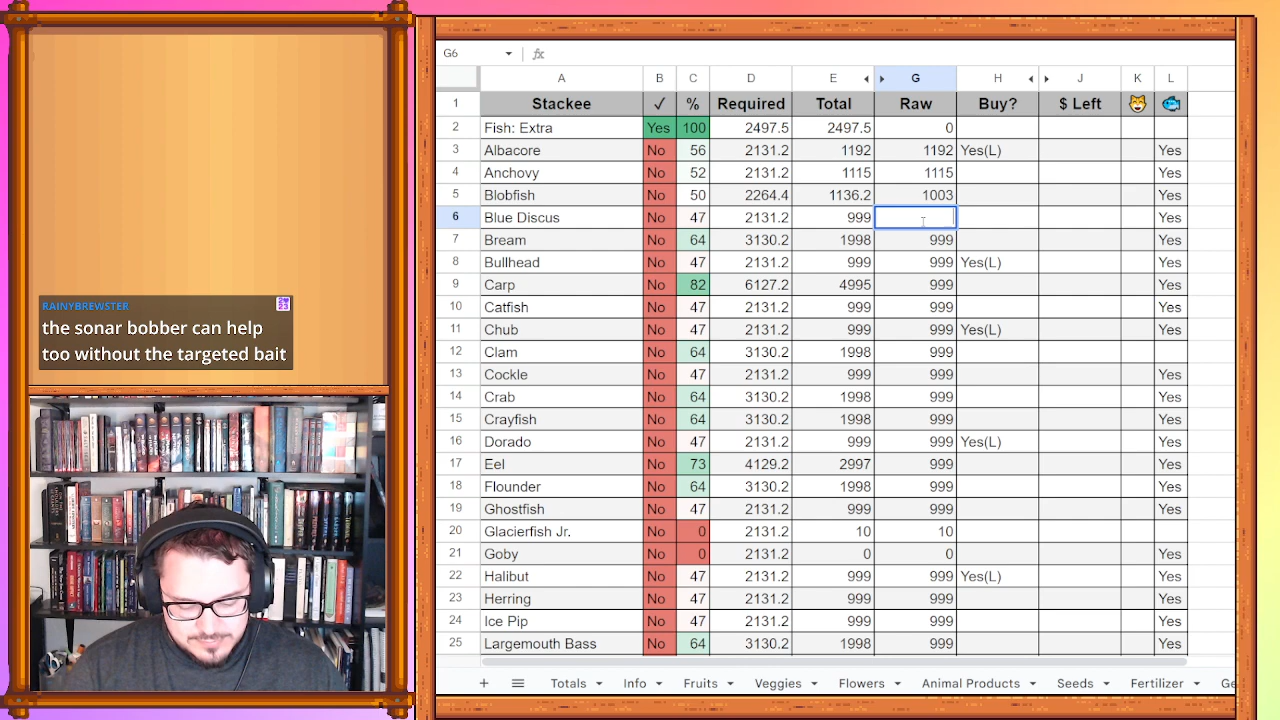 RAINYBREWSTER
the sonar bobber can help
too without the targeted bait
G6 fx
A B C D E G H J K L
1 Stackee ✓ % Required Total Raw Buy? $ Left
2 Fish: Extra Yes 100 2497.5 2497.5 0
3 Albacore No 56 2131.2 1192 1192 Yes(L) Yes
4 Anchovy No 52 2131.2 1115 1115 Yes
5 Blobfish No 50 2264.4 1136.2 1003 Yes
6 Blue Discus No 47 2131.2 999 Yes
7 Bream No 64 3130.2 1998 999 Yes
8 Bullhead No 47 2131.2 999 999 Yes(L) Yes
9 Carp No 82 6127.2 4995 999 Yes
10 Catfish No 47 2131.2 999 999 Yes
11 Chub No 47 2131.2 999 999 Yes(L) Yes
12 Clam No 64 3130.2 1998 999
13 Cockle No 47 2131.2 999 999 Yes
14 Crab No 64 3130.2 1998 999 Yes
15 Crayfish No 64 3130.2 1998 999 Yes
16 Dorado No 47 2131.2 999 999 Yes(L) Yes
17 Eel No 73 4129.2 2997 999 Yes
18 Flounder No 64 3130.2 1998 999 Yes
19 Ghostfish No 47 2131.2 999 999 Yes
20 Glacierfish Jr. No 0 2131.2 10 10
21 Goby No 0 2131.2 0 0 Yes
22 Halibut No 47 2131.2 999 999 Yes(L) Yes
23 Herring No 47 2131.2 999 999 Yes
24 Ice Pip No 47 2131.2 999 999 Yes
25 Largemouth Bass No 64 3130.2 1998 999 Yes
+ Totals Info Fruits Veggies Flowers Animal Products Seeds Fertilizer Ge